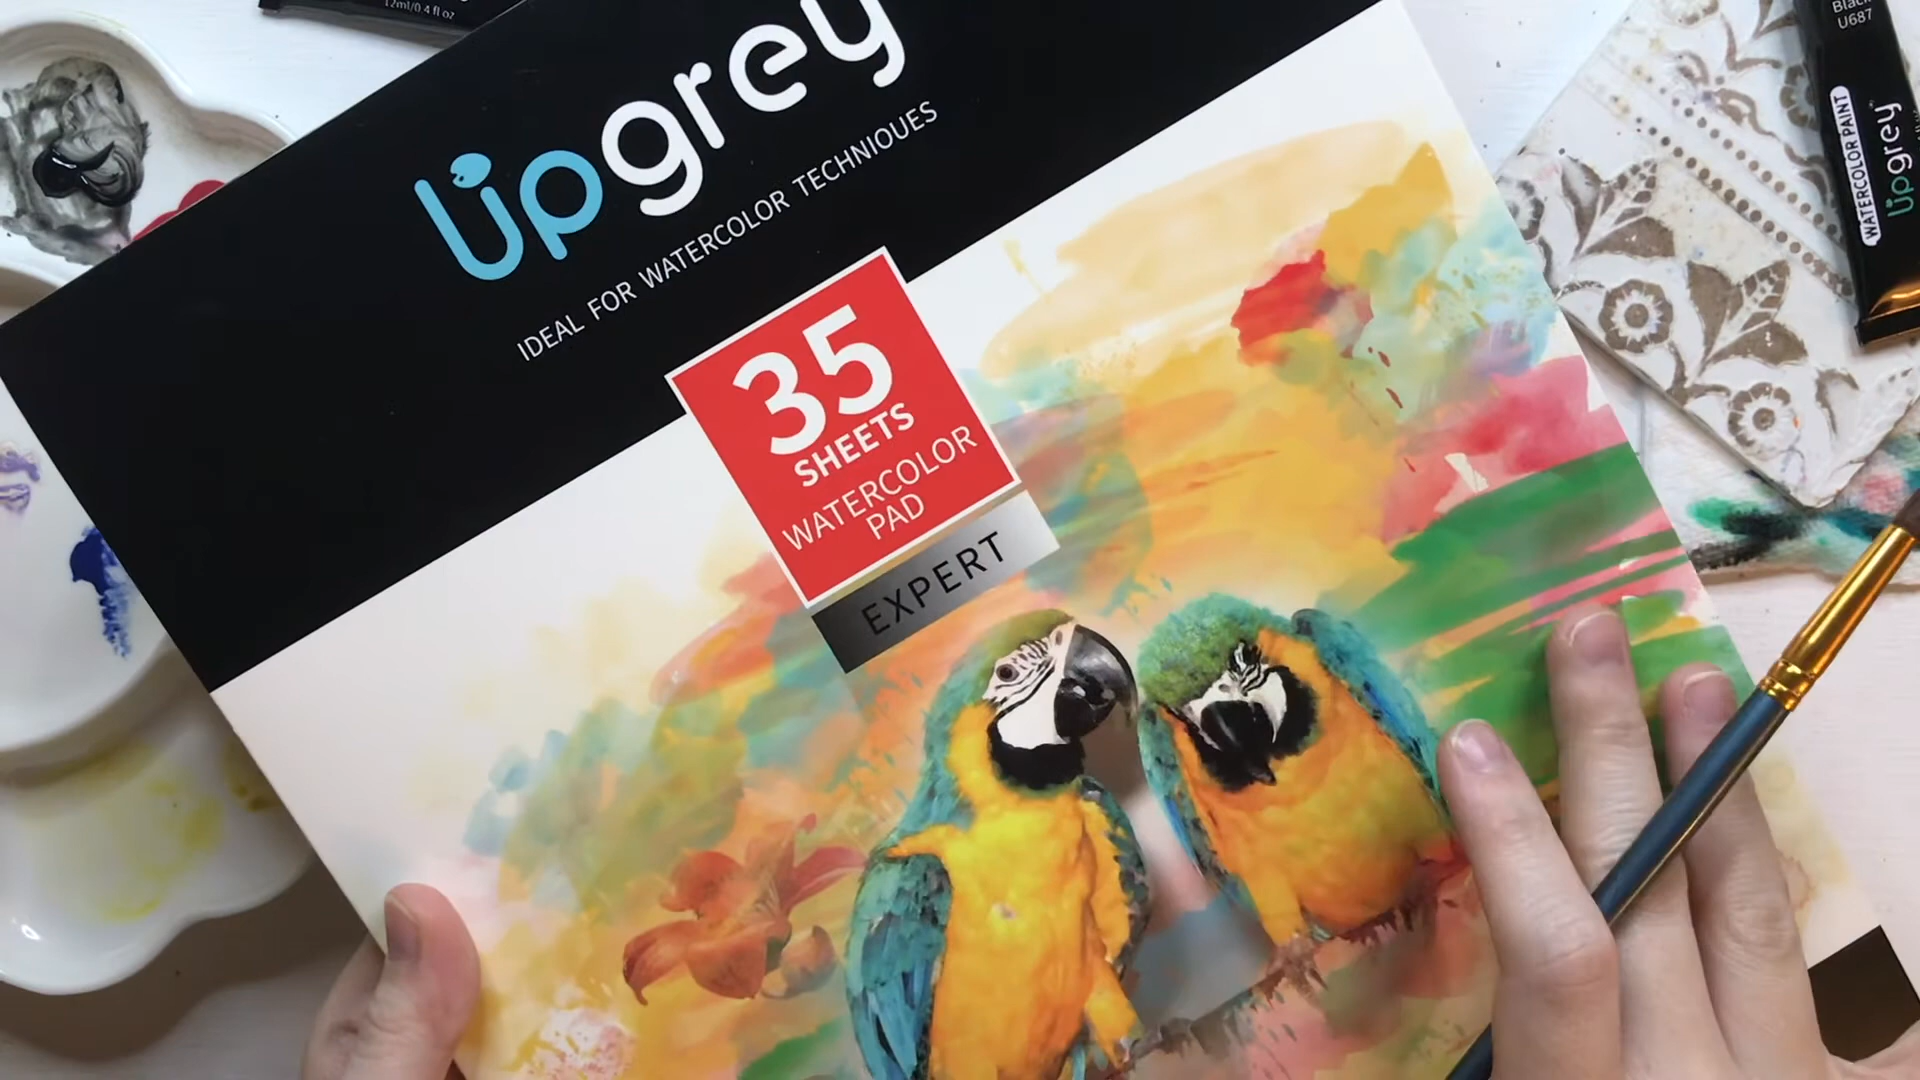 12ml/0.4 fl oz
Upgrey
IDEAL FOR WATERCOLOR TECHNIQUES
35
SHEETS
WATERCOLOR
PAD
EXPERT
Black
U687
WATERCOLOR PAINT
Upgrey